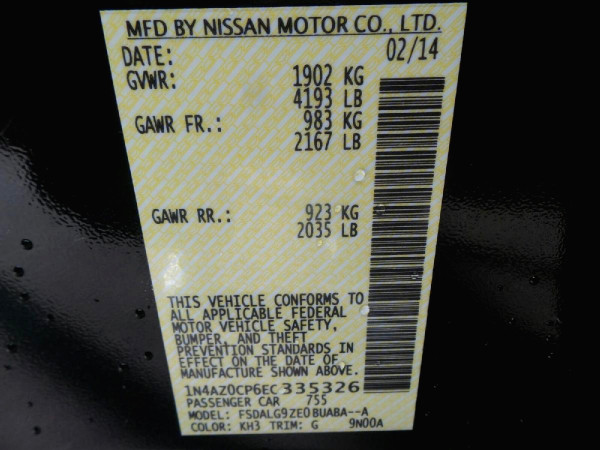 MFD BY NISSAN MOTOR CO., LTD.
DATE: 02/14
GVWR: 1902 KG
4193 LB
GAWR FR.: 983 KG
2167 LB
GAWR RR.: 923 KG
2035 LB
THIS VEHICLE CONFORMS TO
ALL APPLICABLE FEDERAL
MOTOR VEHICLE SAFETY,
BUMPER, AND THEFT
PREVENTION STANDARDS IN
EFFECT ON THE DATE OF
MANUFACTURE SHOWN ABOVE.
1N4AZ0CP6EC335326
PASSENGER CAR 755
MODEL: FSDALG9ZE0BUABA--A
COLOR: KH3 TRIM: G 9N00A